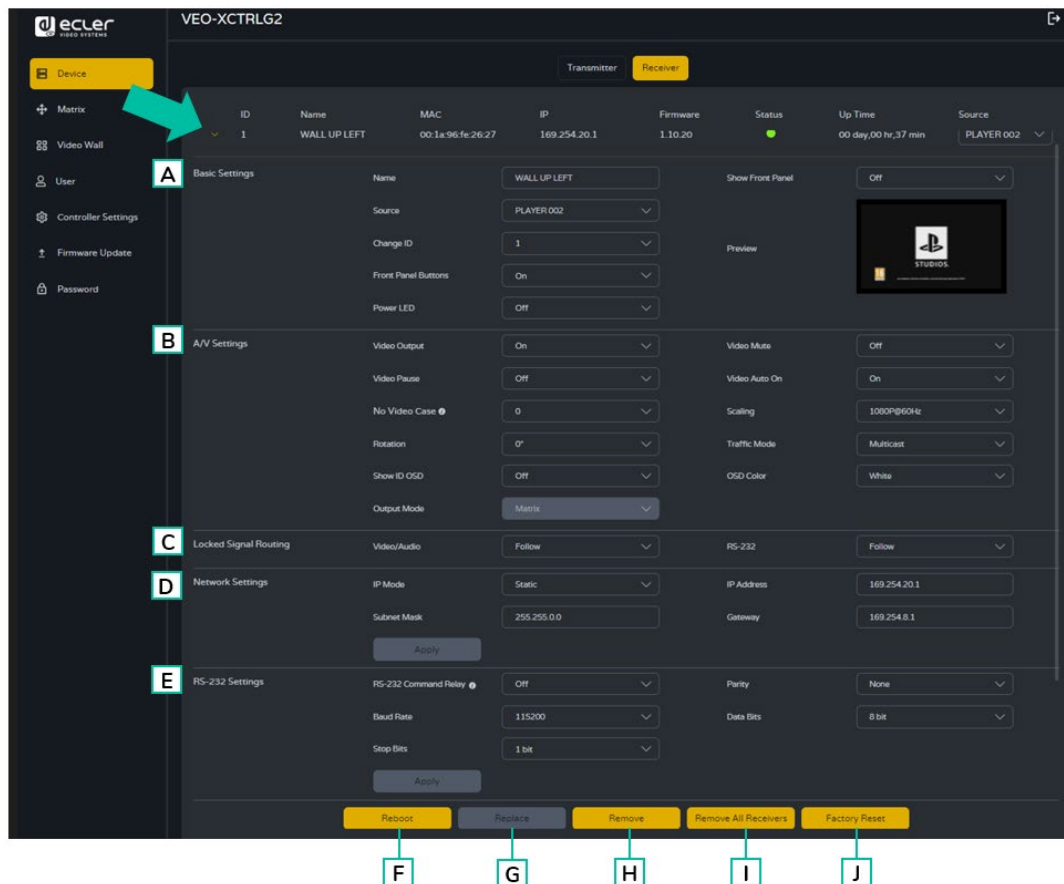 ecler
VIDEO SYSTEMS
VEO-XCTRLG2
Device
Matrix
Video Wall
User
Controller Settings
Firmware Update
Password
Transmitter Receiver
ID Name MAC IP Firmware Status Up Time Source
1 WALL UP LEFT 00:1a:96:fe:26:27 169.254.20.1 1.10.20 00 day,00 hr,37 min PLAYER 002
A Basic Settings Name WALL UP LEFT Show Front Panel Off
Source PLAYER 002
Change ID 1 Preview
STUDIOS
18
Front Panel Buttons On
Power LED Off
B A/V Settings Video Output On Video Mute Off
Video Pause Off Video Auto On On
No Video Case 0 Scaling 1080P@60Hz
Rotation 0° Traffic Mode Multicast
Show ID OSD Off OSD Color White
Output Mode Matrix
C Locked Signal Routing Video/Audio Follow RS-232 Follow
D Network Settings IP Mode Static IP Address 169.254.20.1
Subnet Mask 255.255.0.0 Gateway 169.254.8.1
Apply
E RS-232 Settings RS-232 Command Relay Off Parity None
Baud Rate 115200 Data Bits 8 bit
Stop Bits 1 bit
Apply
Reboot Replace Remove Remove All Receivers Factory Reset
F G H I J